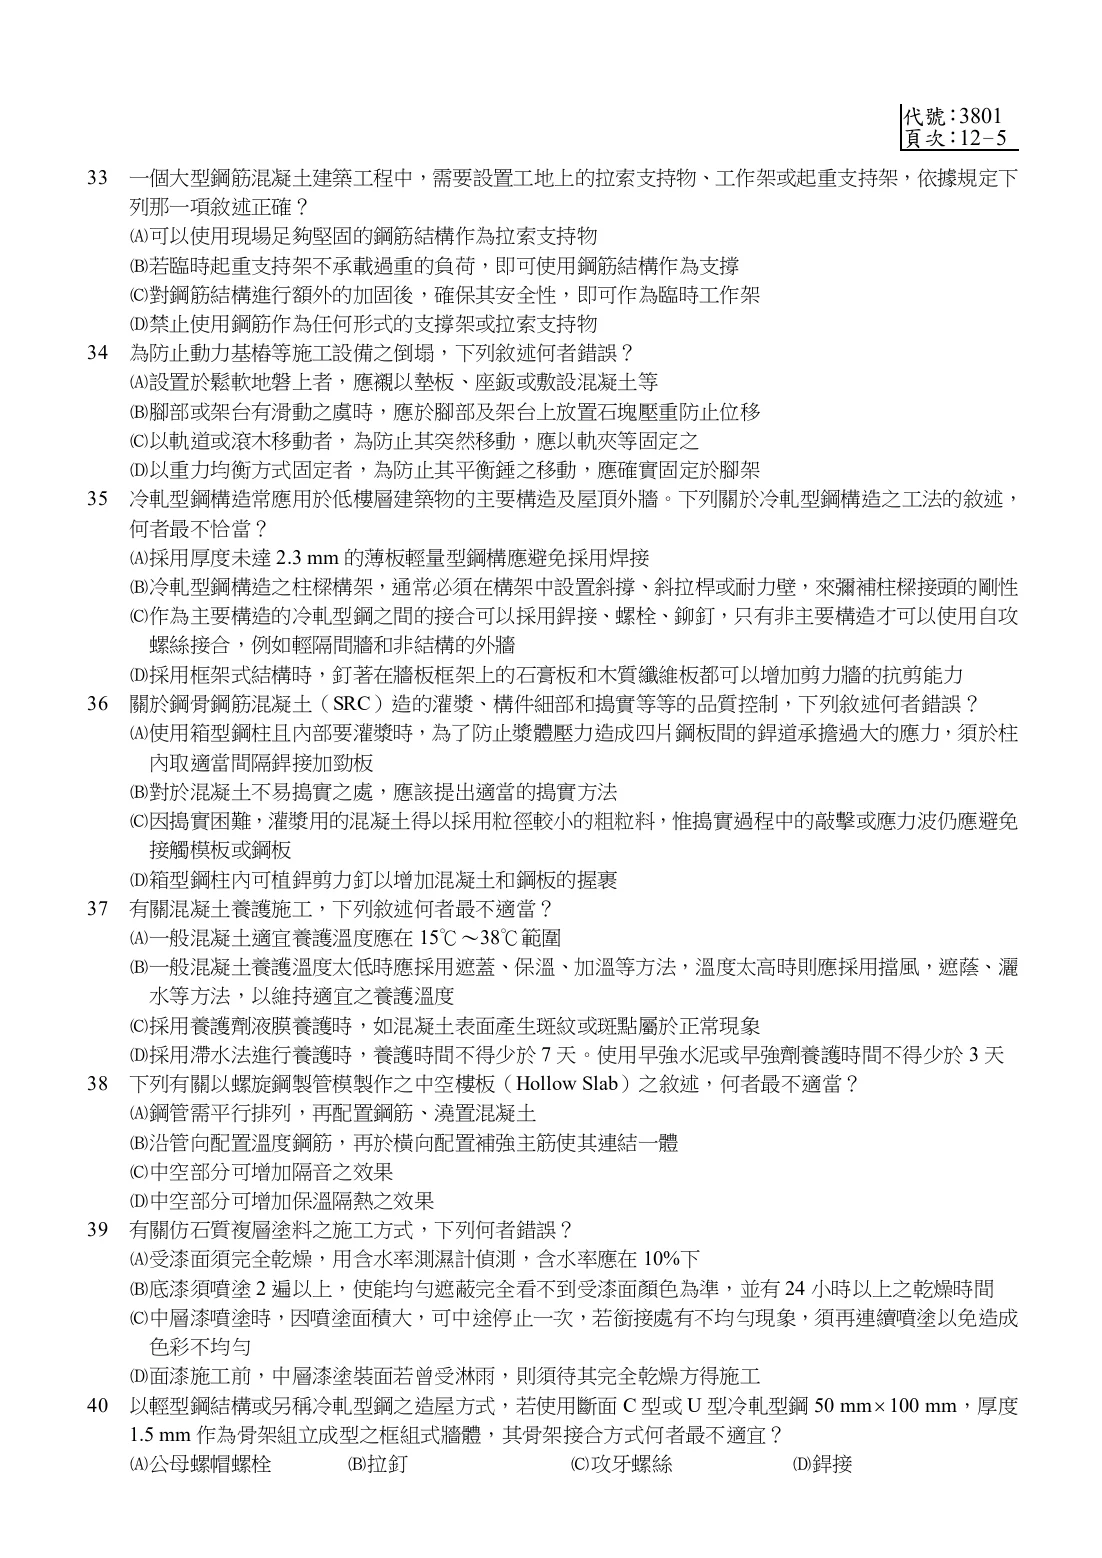 代號：3801
頁次：12－5
33 一個大型鋼筋混凝土建築工程中，需要設置工地上的拉索支持物、工作架或起重支持架，依據規定下
列那一項敘述正確？
(A)可以使用現場足夠堅固的鋼筋結構作為拉索支持物
(B)若臨時起重支持架不承載過重的負荷，即可使用鋼筋結構作為支撐
(C)對鋼筋結構進行額外的加固後，確保其安全性，即可作為臨時工作架
(D)禁止使用鋼筋作為任何形式的支撐架或拉索支持物
34 為防止動力基樁等施工設備之倒塌，下列敘述何者錯誤？
(A)設置於鬆軟地磐上者，應襯以墊板、座鈑或敷設混凝土等
(B)腳部或架台有滑動之虞時，應於腳部及架台上放置石塊壓重防止位移
(C)以軌道或滾木移動者，為防止其突然移動，應以軌夾等固定之
(D)以重力均衡方式固定者，為防止其平衡錘之移動，應確實固定於腳架
35 冷軋型鋼構造常應用於低樓層建築物的主要構造及屋頂外牆。下列關於冷軋型鋼構造之工法的敘述，
何者最不恰當？
(A)採用厚度未達 2.3 mm 的薄板輕量型鋼構應避免採用焊接
(B)冷軋型鋼構造之柱樑構架，通常必須在構架中設置斜撐、斜拉桿或耐力壁，來彌補柱樑接頭的剛性
(C)作為主要構造的冷軋型鋼之間的接合可以採用銲接、螺栓、鉚釘，只有非主要構造才可以使用自攻
螺絲接合，例如輕隔間牆和非結構的外牆
(D)採用框架式結構時，釘著在牆板框架上的石膏板和木質纖維板都可以增加剪力牆的抗剪能力
36 關於鋼骨鋼筋混凝土（SRC）造的灌漿、構件細部和搗實等等的品質控制，下列敘述何者錯誤？
(A)使用箱型鋼柱且內部要灌漿時，為了防止漿體壓力造成四片鋼板間的銲道承擔過大的應力，須於柱
內取適當間隔銲接加勁板
(B)對於混凝土不易搗實之處，應該提出適當的搗實方法
(C)因搗實困難，灌漿用的混凝土得以採用粒徑較小的粗粒料，惟搗實過程中的敲擊或應力波仍應避免
接觸模板或鋼板
(D)箱型鋼柱內可植銲剪力釘以增加混凝土和鋼板的握裹
37 有關混凝土養護施工，下列敘述何者最不適當？
(A)一般混凝土適宜養護溫度應在 15℃～38℃範圍
(B)一般混凝土養護溫度太低時應採用遮蓋、保溫、加溫等方法，溫度太高時則應採用擋風，遮蔭、灑
水等方法，以維持適宜之養護溫度
(C)採用養護劑液膜養護時，如混凝土表面產生斑紋或斑點屬於正常現象
(D)採用滯水法進行養護時，養護時間不得少於 7 天。使用早強水泥或早強劑養護時間不得少於 3 天
38 下列有關以螺旋鋼製管模製作之中空樓板（Hollow Slab）之敘述，何者最不適當？
(A)鋼管需平行排列，再配置鋼筋、澆置混凝土
(B)沿管向配置溫度鋼筋，再於橫向配置補強主筋使其連結一體
(C)中空部分可增加隔音之效果
(D)中空部分可增加保溫隔熱之效果
39 有關仿石質複層塗料之施工方式，下列何者錯誤？
(A)受漆面須完全乾燥，用含水率測濕計偵測，含水率應在 10%下
(B)底漆須噴塗 2 遍以上，使能均勻遮蔽完全看不到受漆面顏色為準，並有 24 小時以上之乾燥時間
(C)中層漆噴塗時，因噴塗面積大，可中途停止一次，若銜接處有不均勻現象，須再連續噴塗以免造成
色彩不均勻
(D)面漆施工前，中層漆塗裝面若曾受淋雨，則須待其完全乾燥方得施工
40 以輕型鋼結構或另稱冷軋型鋼之造屋方式，若使用斷面 C 型或 U 型冷軋型鋼 50 mm×100 mm，厚度
1.5 mm 作為骨架組立成型之框組式牆體，其骨架接合方式何者最不適宜？
(A)公母螺帽螺栓 (B)拉釘 (C)攻牙螺絲 (D)銲接